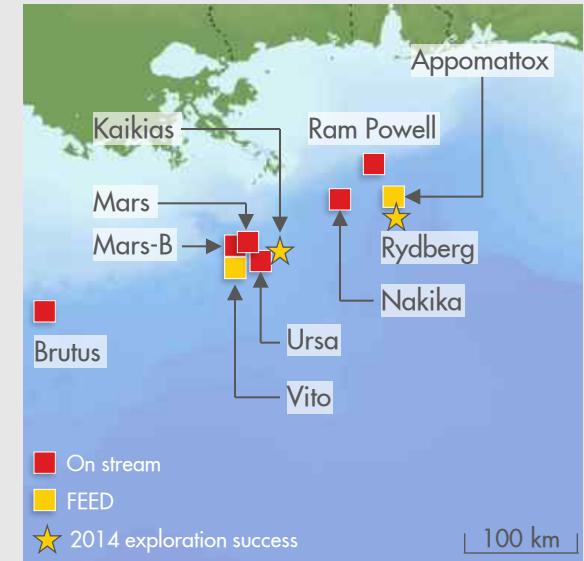 Appomattox
Kaikias
Ram Powell
Mars
Mars-B
Rydberg
Nakika
Brutus
Ursa
Vito
On stream
FEED
2014 exploration success
100 km